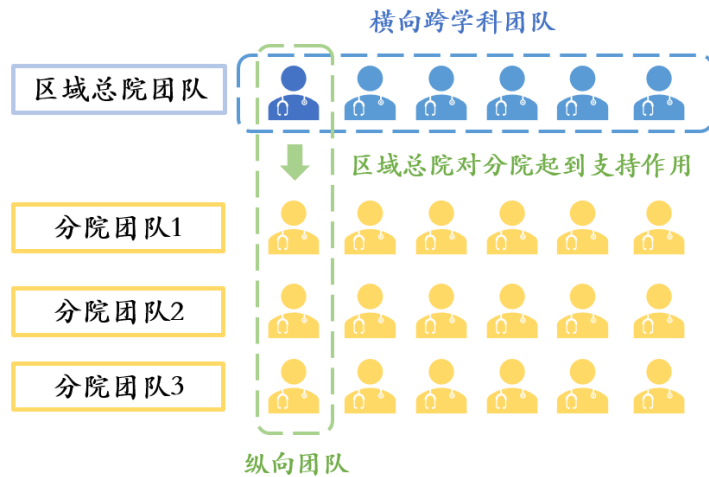 横向跨学科团队
区域总院团队
区域总院对分院起到支持作用
分院团队1
分院团队2
分院团队3
纵向团队